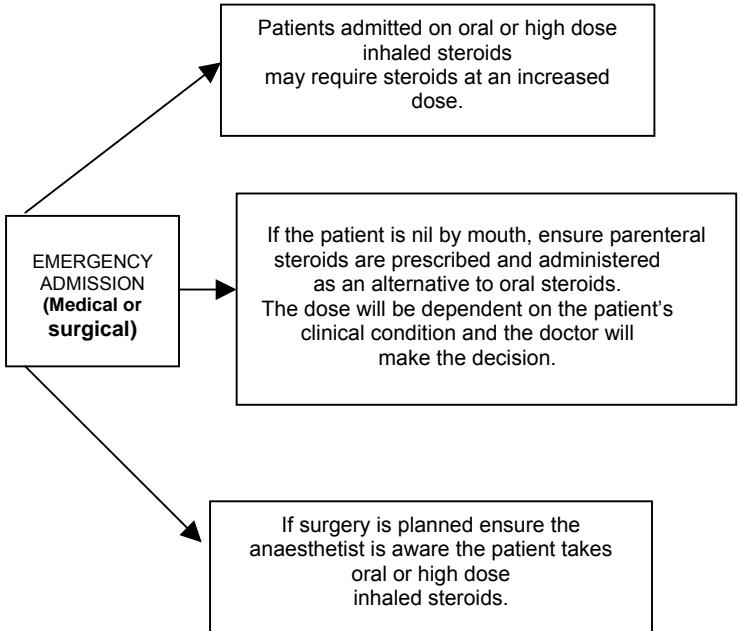 Patients admitted on oral or high dose
inhaled steroids
may require steroids at an increased
dose.
EMERGENCY
ADMISSION
(Medical or
surgical)
If the patient is nil by mouth, ensure parenteral
steroids are prescribed and administered
as an alternative to oral steroids.
The dose will be dependent on the patient’s
clinical condition and the doctor will
make the decision.
If surgery is planned ensure the
anaesthetist is aware the patient takes
oral or high dose
inhaled steroids.